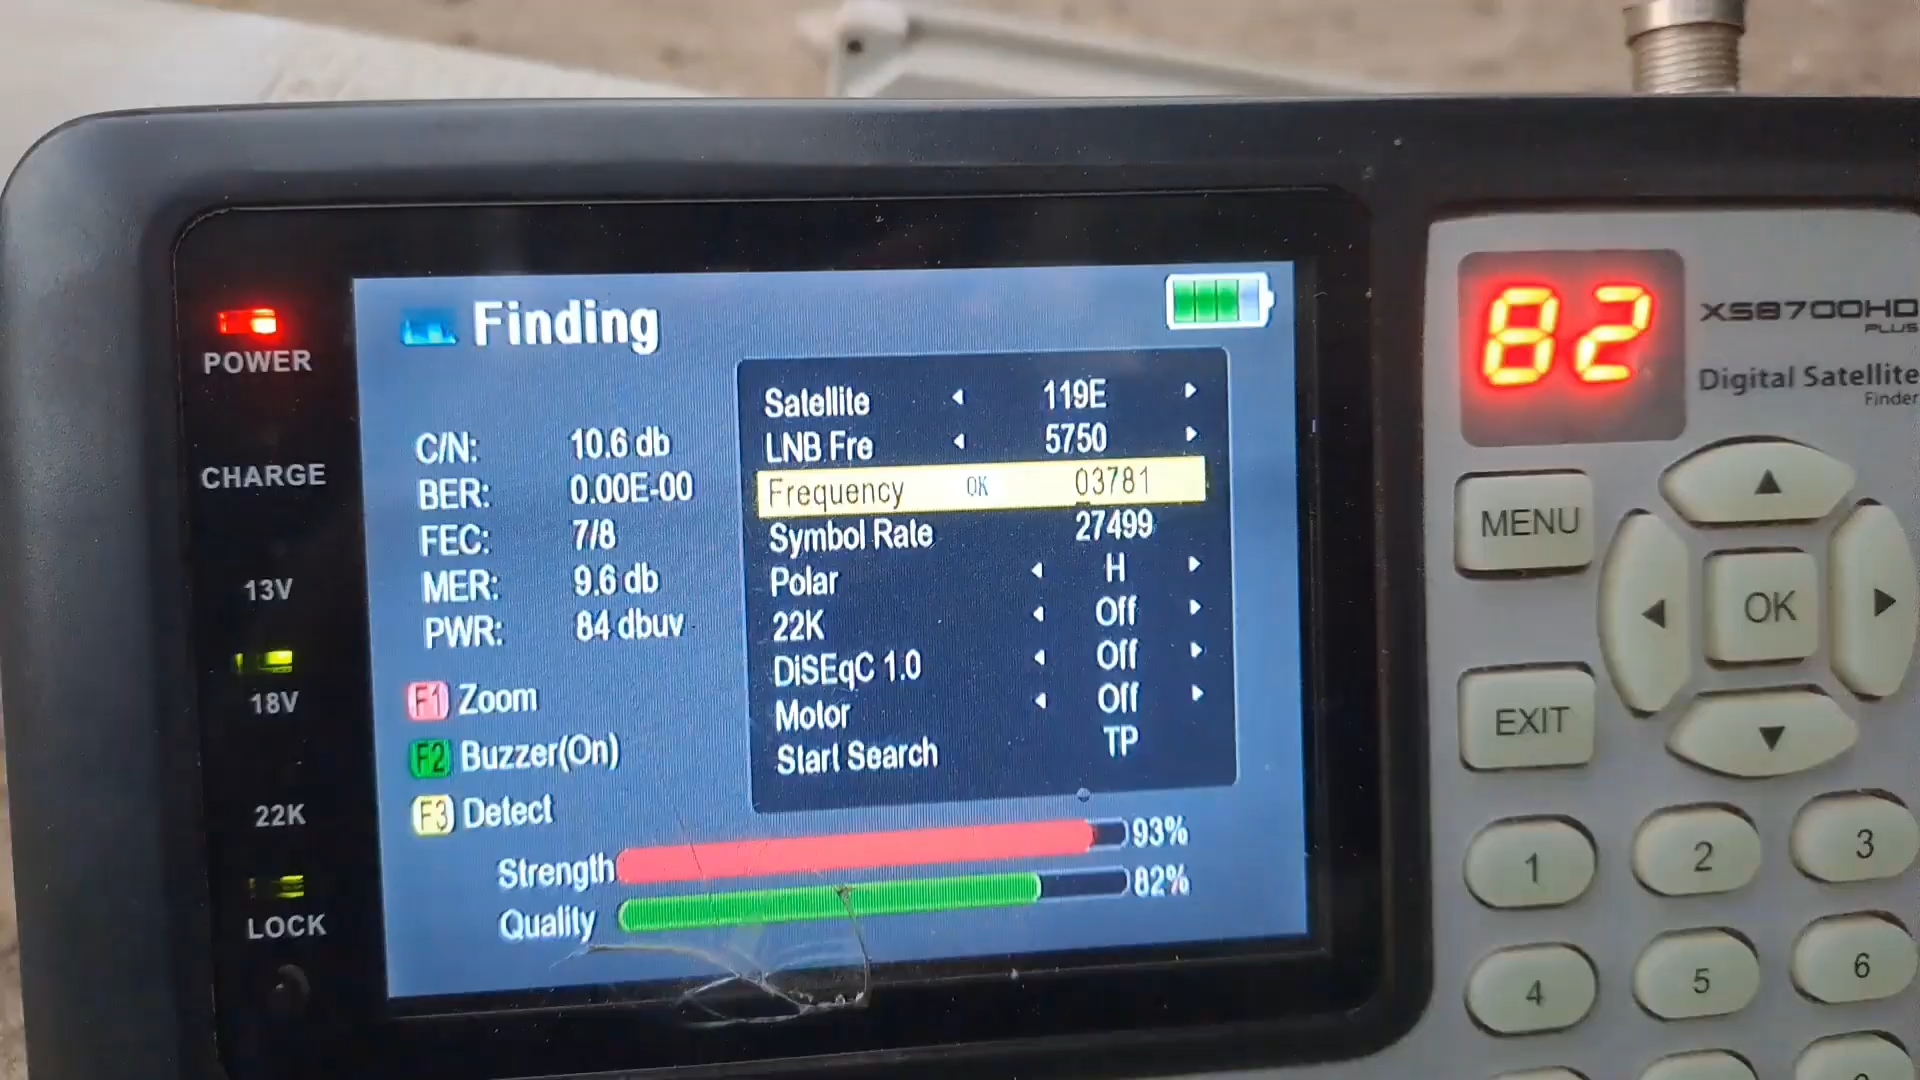 Finding
POWER
CHARGE
13V
18V
22K
LOCK
C/N: 10.6 db
BER: 0.00E-00
FEC: 7/8
MER: 9.6 db
PWR: 84 dbuv
F1 Zoom
F2 Buzzer(On)
F3 Detect
Satellite 119E
LNB Fre 5750
Frequency OK 03781
Symbol Rate 27499
Polar H
22K Off
DiSEqC 1.0 Off
Motor Off
Start Search TP
Strength 93%
Quality 82%
82
XS8700HD
PLUS
Digital Satellite
Finder
MENU
OK
EXIT
1 2 3
4 5 6